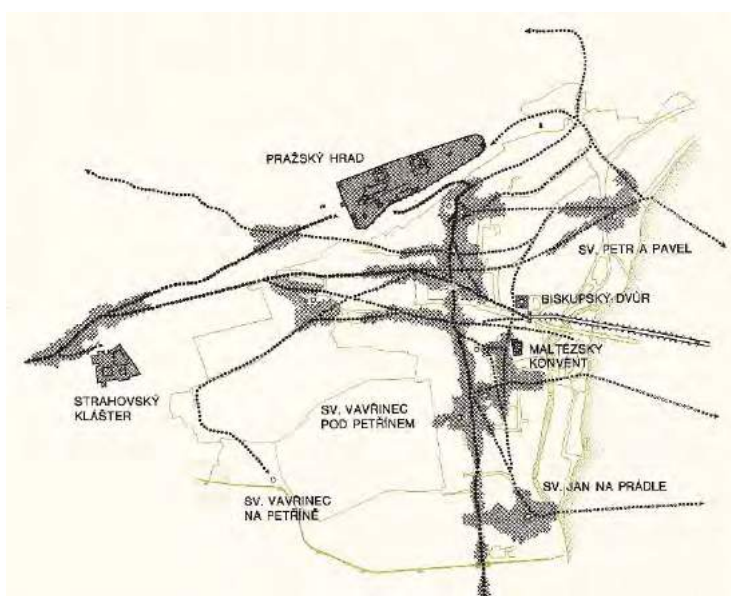 PRAŽSKÝ HRAD
SV. PETR A PAVEL
BISKUPSKÝ DVŮR
MALTÉZSKÝ
KONVENT
STRAHOVSKÝ
KLÁŠTER
SV. VAVŘINEC
POD PETŘÍNEM
SV. VAVŘINEC
NA PETŘÍNĚ
SV. JAN NA PRÁDLE